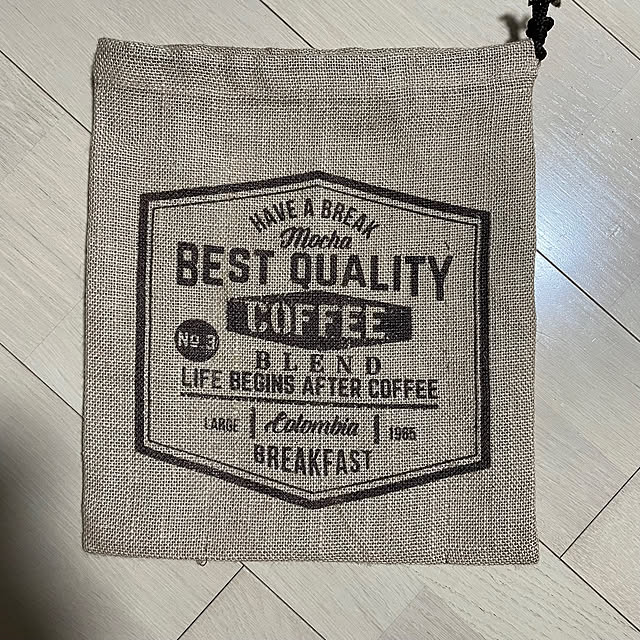 HAVE A BREAK
Mocha
BEST QUALITY
COFFEE
No 3
BLEND
LIFE BEGINS AFTER COFFEE
LARGE | Colombia | 1965
BREAKFAST